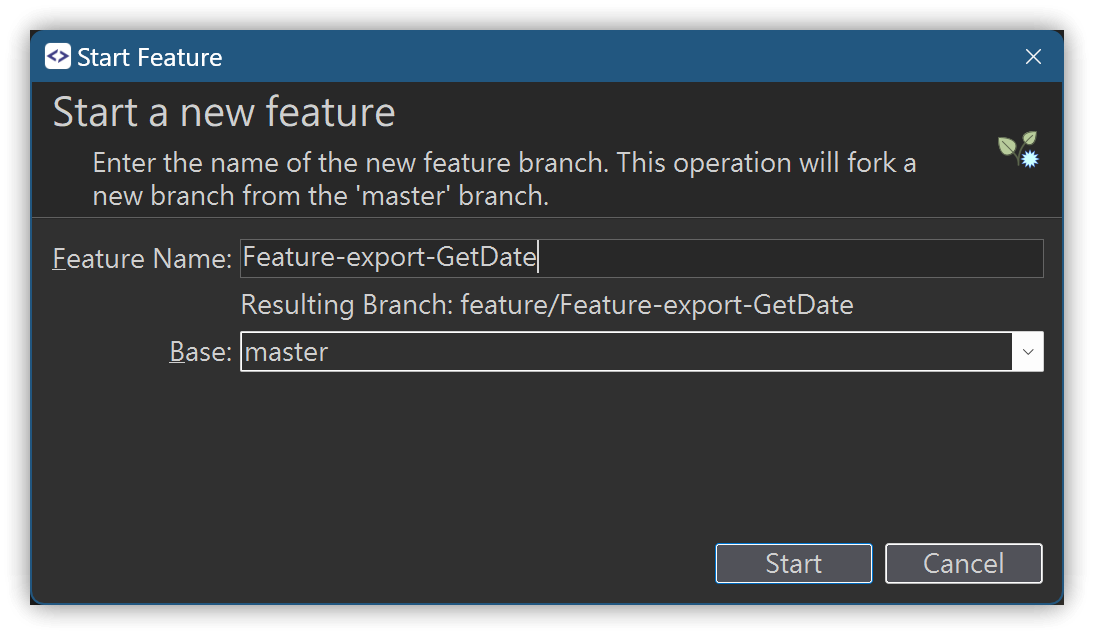 Start Feature
Start a new feature
Enter the name of the new feature branch. This operation will fork a
new branch from the 'master' branch.
Feature Name: Feature-export-GetDate
Resulting Branch: feature/Feature-export-GetDate
Base: master
Start Cancel